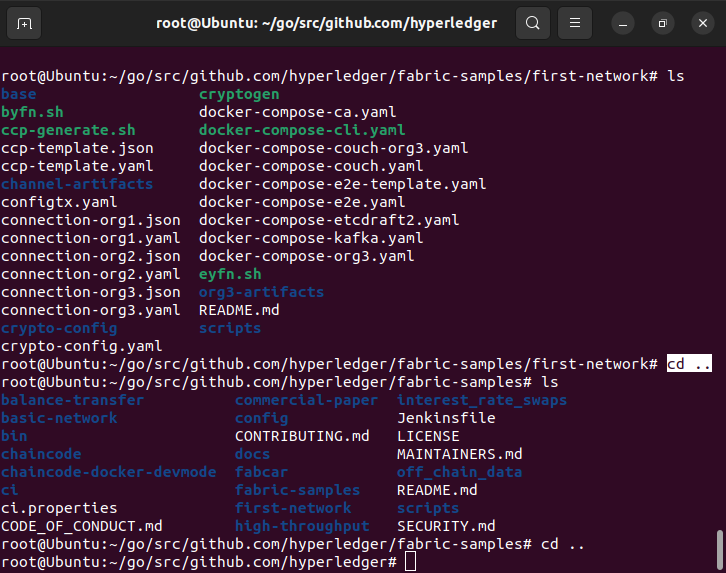 root@Ubuntu: ~/go/src/github.com/hyperledger
root@Ubuntu:~/go/src/github.com/hyperledger/fabric-samples/first-network# ls
base cryptogen
byfn.sh docker-compose-ca.yaml
ccp-generate.sh docker-compose-cli.yaml
ccp-template.json docker-compose-couch-org3.yaml
ccp-template.yaml docker-compose-couch.yaml
channel-artifacts docker-compose-e2e-template.yaml
configtx.yaml docker-compose-e2e.yaml
connection-org1.json docker-compose-etcdraft2.yaml
connection-org1.yaml docker-compose-kafka.yaml
connection-org2.json docker-compose-org3.yaml
connection-org2.yaml eyfn.sh
connection-org3.json org3-artifacts
connection-org3.yaml README.md
crypto-config scripts
crypto-config.yaml
root@Ubuntu:~/go/src/github.com/hyperledger/fabric-samples/first-network# cd ..
root@Ubuntu:~/go/src/github.com/hyperledger/fabric-samples# ls
balance-transfer commercial-paper interest_rate_swaps
basic-network config Jenkinsfile
bin CONTRIBUTING.md LICENSE
chaincode docs MAINTAINERS.md
chaincode-docker-devmode fabcar off_chain_data
ci fabric-samples README.md
ci.properties first-network scripts
CODE_OF_CONDUCT.md high-throughput SECURITY.md
root@Ubuntu:~/go/src/github.com/hyperledger/fabric-samples# cd ..
root@Ubuntu:~/go/src/github.com/hyperledger#